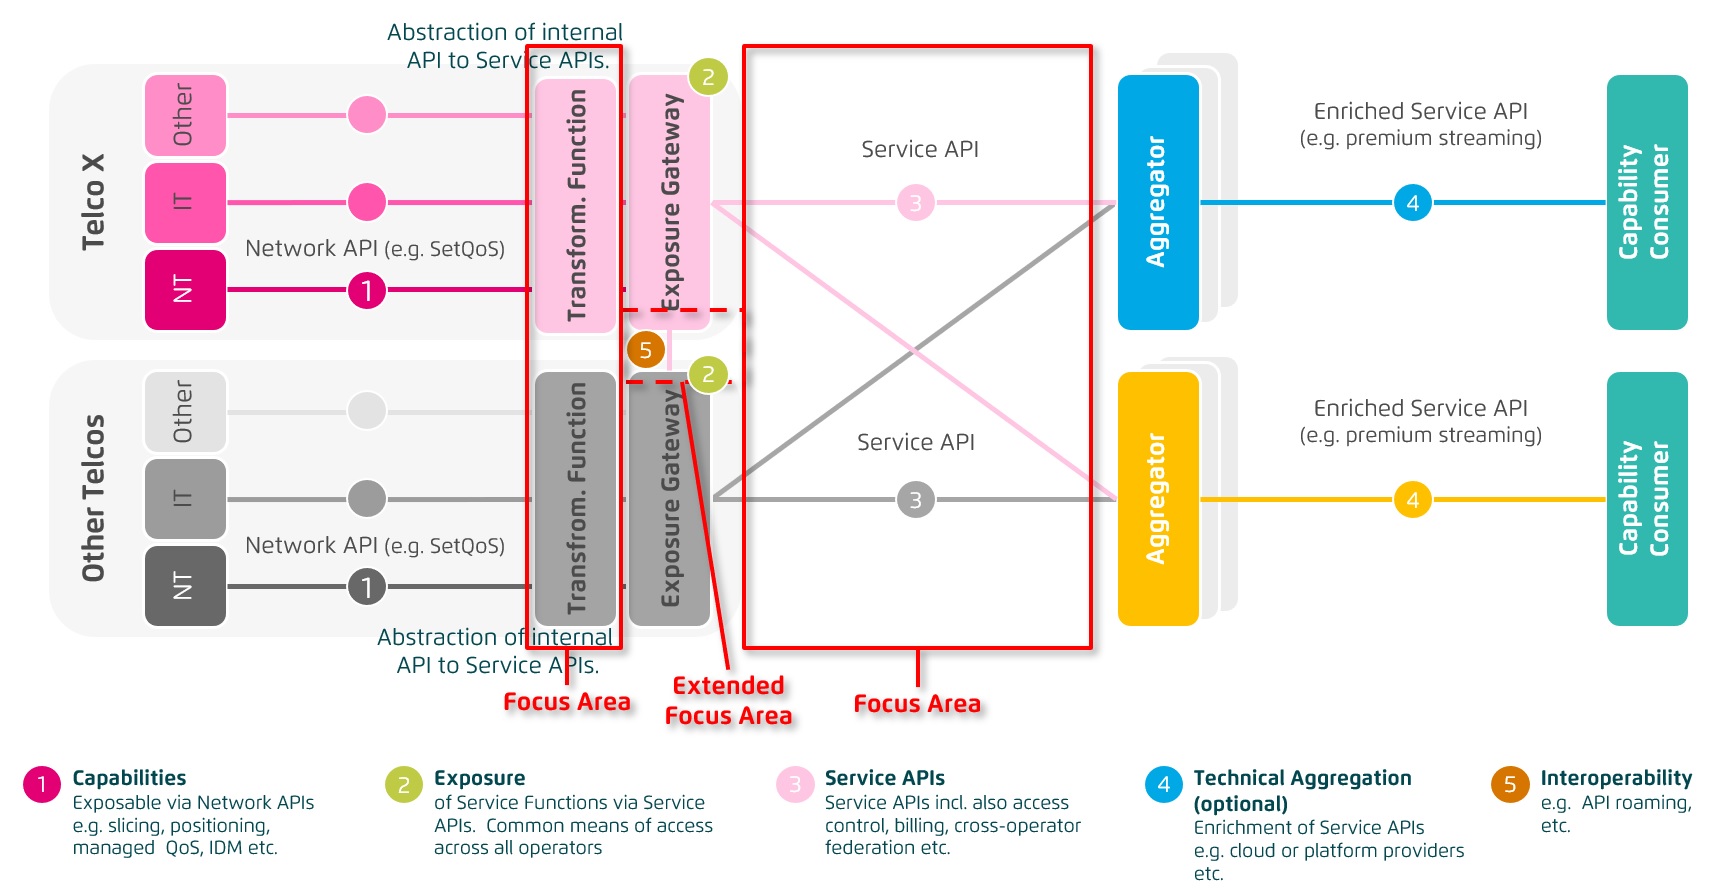 Abstraction of internal
API to Service APIs.
Telco X
Other
IT
NT
Network API (e.g. SetQoS)
1
Transform. Function
Exposure Gateway
2
Service API
3
Aggregator
Enriched Service API
(e.g. premium streaming)
4
Capability
Consumer
5
Other Telcos
Other
IT
NT
Network API (e.g. SetQoS)
1
Transfrom. Function
Exposure Gateway
2
Service API
3
Aggregator
Enriched Service API
(e.g. premium streaming)
4
Capability
Consumer
Abstraction of internal
API to Service APIs.
Focus Area
Extended
Focus Area
Focus Area
1
Capabilities
Exposable via Network APIs
e.g. slicing, positioning,
managed QoS, IDM etc.
2
Exposure
of Service Functions via Service
APIs. Common means of access
across all operators
3
Service APIs
Service APIs incl. also access
control, billing, cross-operator
federation etc.
4
Technical Aggregation
(optional)
Enrichment of Service APIs
e.g. cloud or platform providers
etc.
5
Interoperability
e.g. API roaming,
etc.